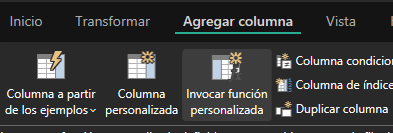 Inicio Transformar Agregar columna Vista
Columna a partir
de los ejemplos
Columna
personalizada
Invocar función
personalizada
Columna condicion
Columna de índice
Duplicar columna